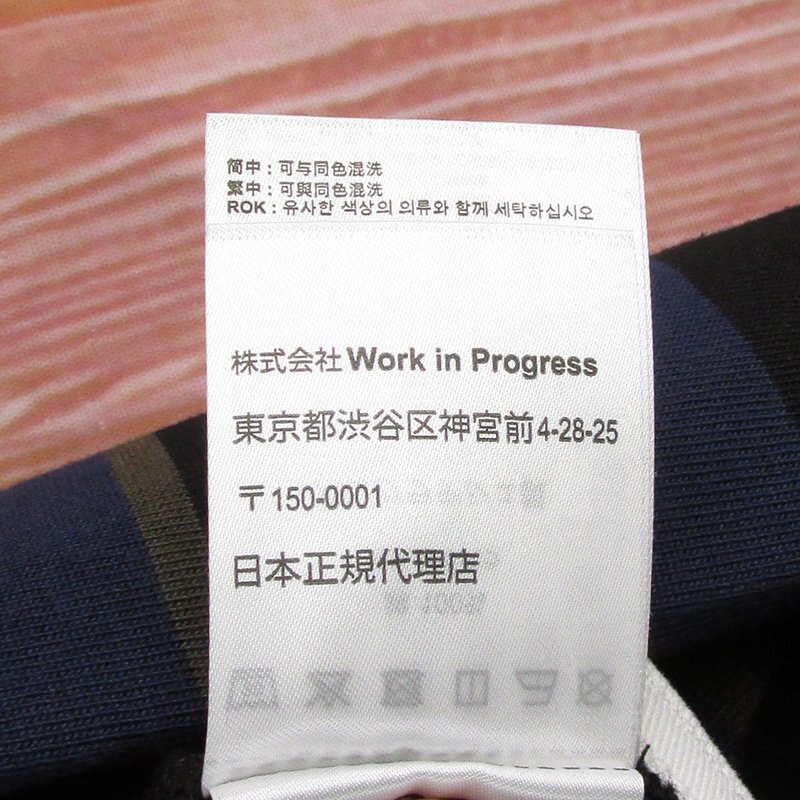 简中 : 可与同色混洗
繁中 : 可與同色混洗
ROK : 유사한 색상의 의류와 함께 세탁하십시오
株式会社 Work in Progress
東京都渋谷区神宮前4-28-25
〒150-0001
日本正規代理店